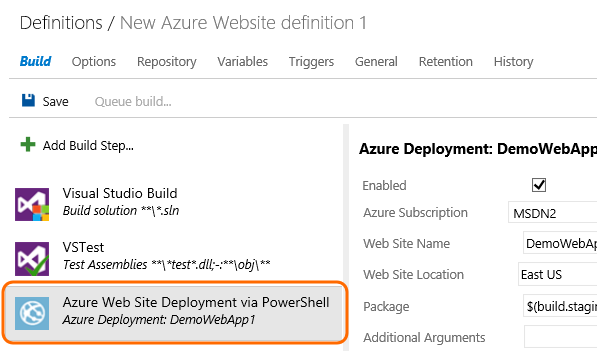 Definitions / New Azure Website definition 1
Build Options Repository Variables Triggers General Retention History
Save Queue build...
Add Build Step...
Visual Studio Build
Build solution **\*.sln
VSTest
Test Assemblies **\*test*.dll;-:**\obj\**
Azure Web Site Deployment via PowerShell
Azure Deployment: DemoWebApp1
Azure Deployment: DemoWebApp
Enabled
Azure Subscription MSDN2
Web Site Name DemoWebAp
Web Site Location East US
Package $(build.stagin
Additional Arguments